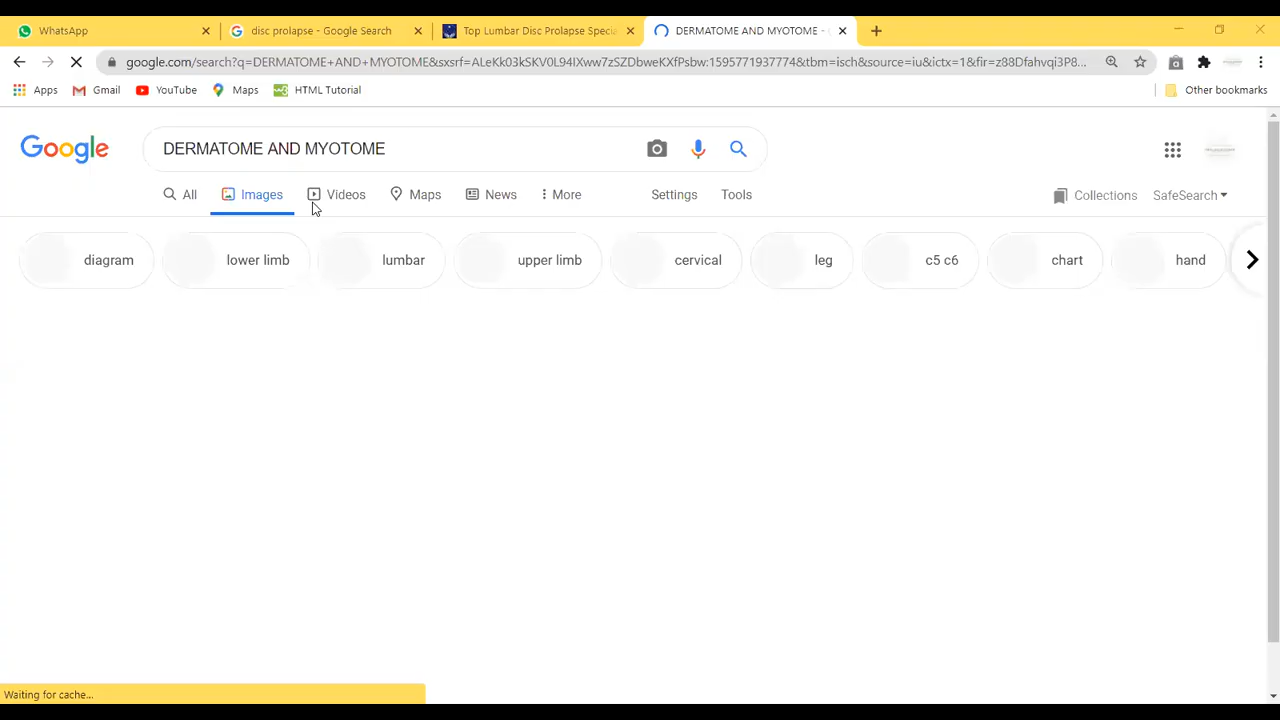 WhatsApp
disc prolapse - Google Search
Top Lumbar Disc Prolapse Specia
DERMATOME AND MYOTOME -
google.com/search?q=DERMATOME+AND+MYOTOME&sxsrf=ALeKk03kSKV0L94IXww7zSZDbweKXfPsbw:1595771937774&tbm=isch&source=iu&ictx=1&fir=z88Dfahvqi3P8...
Apps
Gmail
YouTube
Maps
HTML Tutorial
Other bookmarks
Google
DERMATOME AND MYOTOME
All
Images
Videos
Maps
News
More
Settings
Tools
Collections
SafeSearch
diagram
lower limb
lumbar
upper limb
cervical
leg
c5 c6
chart
hand
Waiting for cache...